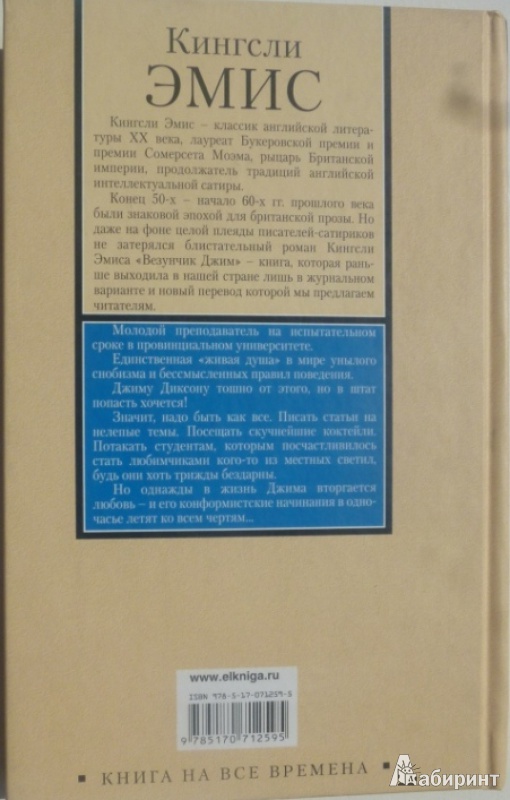 Кингсли
ЭМИС
Кингсли Эмис – классик английской литера-
туры XX века, лауреат Букеровской премии и
премии Сомерсета Моэма, рыцарь Британской
империи, продолжатель традиций английской
интеллектуальной сатиры.
Конец 50-х – начало 60-х гг. прошлого века
были знаковой эпохой для британской прозы. Но
даже на фоне целой плеяды писателей-сатириков
не затерялся блистательный роман Кингсли
Эмиса «Везунчик Джим» – книга, которая рань-
ше выходила в нашей стране лишь в журнальном
варианте и новый перевод которой мы предлагаем
читателям.
Молодой преподаватель на испытательном
сроке в провинциальном университете.
Единственная «живая душа» в мире унылого
снобизма и бессмысленных правил поведения.
Джиму Диксону тошно от этого, но в штат
попасть хочется!
Значит, надо быть как все. Писать статьи на
нелепые темы. Посещать скучнейшие коктейли.
Потакать студентам, которым посчастливилось
стать любимчиками кого-то из местных светил,
будь они хоть трижды бездарны.
Но однажды в жизнь Джима вторгается
любовь – и его конформистские начинания в одно-
часье летят ко всем чертям...
www.elkniga.ru
ISBN 978-5-17-071259-5
9 785170 712595
▪ КНИГА НА ВСЕ ВРЕМЕНА ▪
Лабиринт